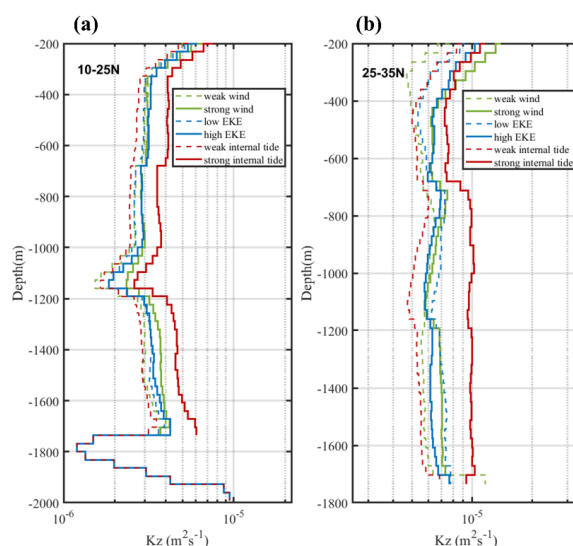 (a)
(b)
-200
-400
-600
-800
-1000
-1200
-1400
-1600
-1800
-2000
Depth(m)
10-25N
weak wind
strong wind
low EKE
high EKE
weak internal tide
strong internal tide
10-6
10-5
Kz (m2s-1)
-200
-400
-600
-800
-1000
-1200
-1400
-1600
-1800
Depth(m)
25-35N
weak wind
strong wind
low EKE
high EKE
weak internal tide
strong internal tide
10-5
Kz (m2s-1)